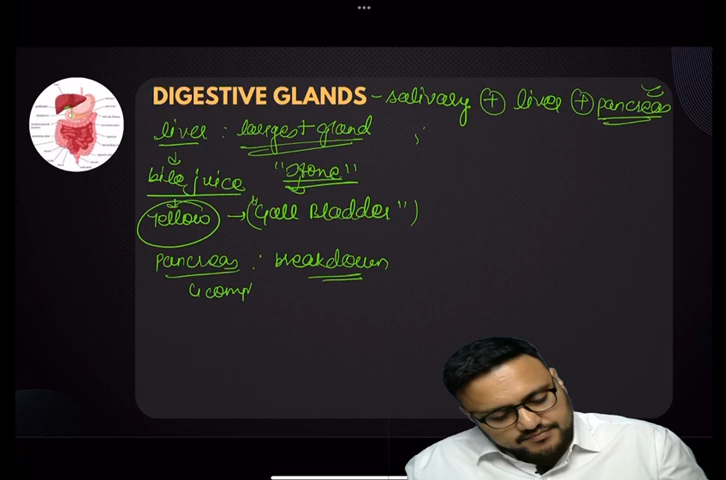 DIGESTIVE GLANDS - salivary + liver + pancreas
liver : largest gland
bile juice "stone"
Yellow → ("Gall Bladder")
Pancreas : breakdown
↳ comp